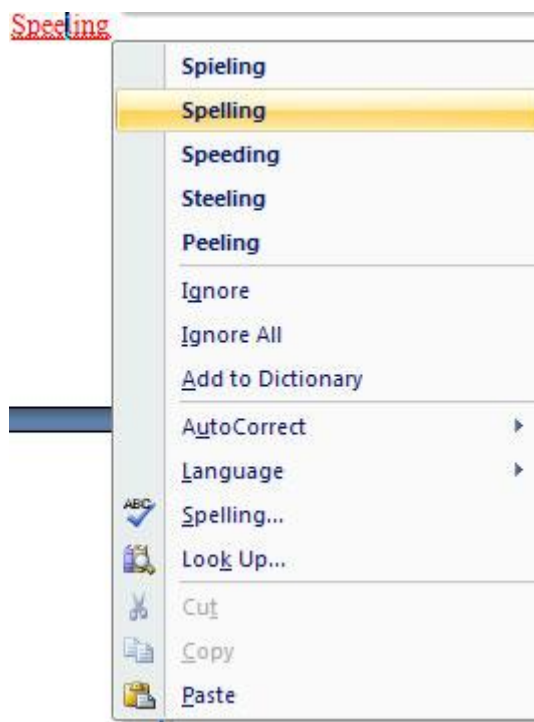 Speeling
Spieling
Spelling
Speeding
Steeling
Peeling
Ignore
Ignore All
Add to Dictionary
AutoCorrect
Language
ABC
Spelling...
Look Up...
Cut
Copy
Paste